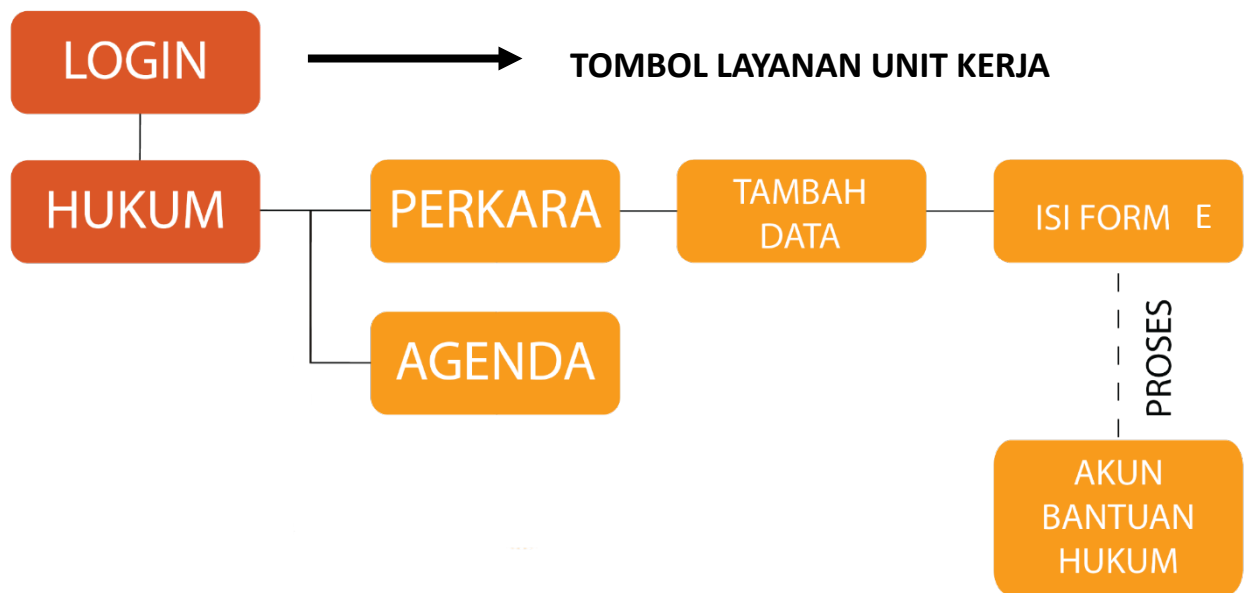 LOGIN
TOMBOL LAYANAN UNIT KERJA
HUKUM
PERKARA
TAMBAH
DATA
ISI FORM E
AGENDA
PROSES
AKUN
BANTUAN
HUKUM